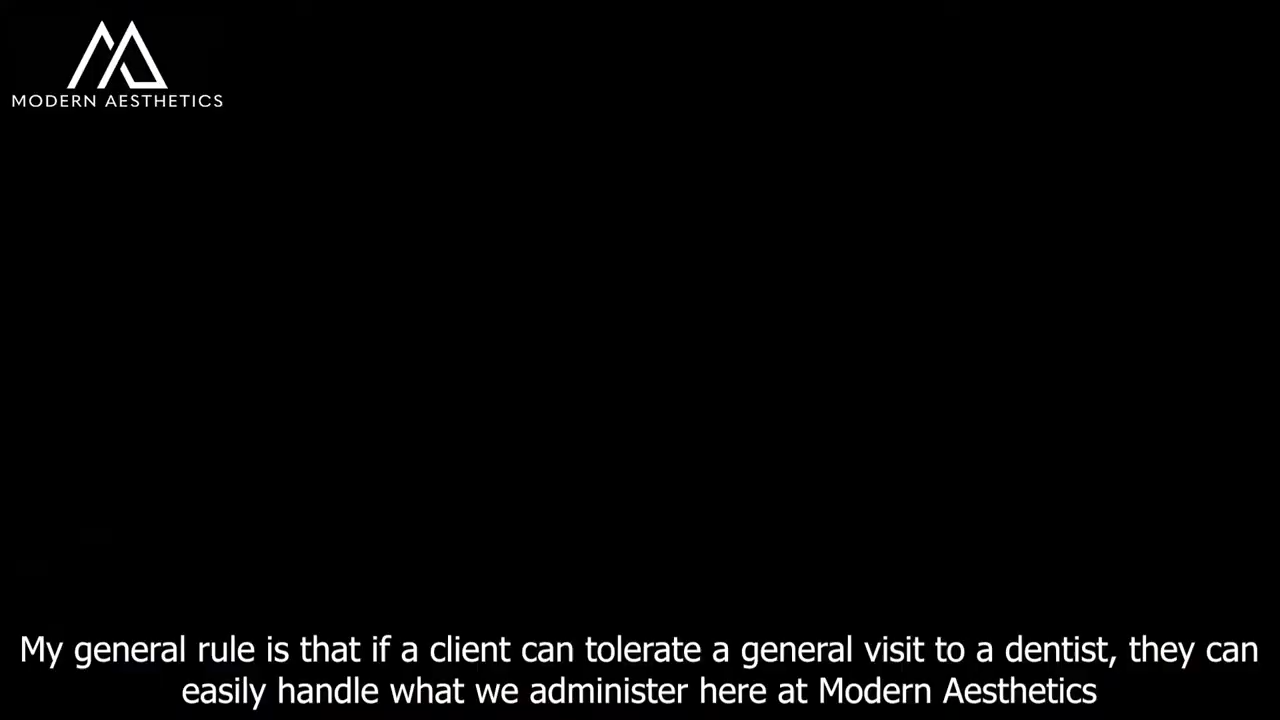 MODERN AESTHETICS
My general rule is that if a client can tolerate a general visit to a dentist, they can
easily handle what we administer here at Modern Aesthetics